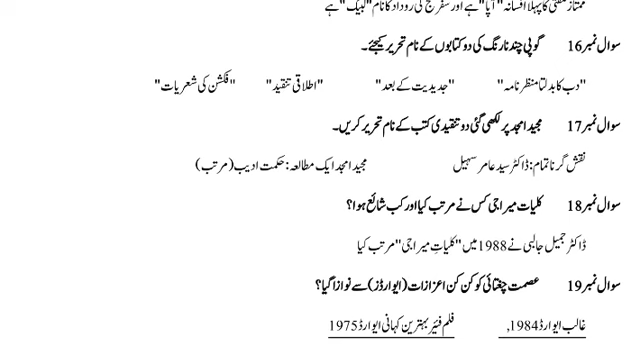 ممتاز مفتی کا پہلا افسانہ "آپا" ہے اور سفر حج کی روداد کا نام "لبیک" ہے
سوال نمبر 16 گوپی چند نارنگ کی دو کتابوں کے نام تحریر کیجئے۔
"دب کا بدلتا منظر نامہ" "جدیدیت کے بعد" "اطلاقی تنقید" "فکشن کی شعریات"
سوال نمبر 17 مجید امجد پر لکھی گئی دو تنقیدی کتب کے نام تحریر کریں۔
نقش گر ناتمام: ڈاکٹر سید عامر سہیل مجید امجد ایک مطالعہ: حکمت ادیب (مرتب)
سوال نمبر 18 کلیات میراجی کس نے مرتب کیا اور کب شائع ہوا؟
ڈاکٹر جمیل جالبی نے 1988 میں "کلیاتِ میراجی" مرتب کیا
سوال نمبر 19 عصمت چغتائی کو کن کن اعزازات (ایوارڈز) سے نوازا گیا؟
غالب ایوارڈ 1984, فلم فئیر بہترین کہانی ایوارڈ 1975